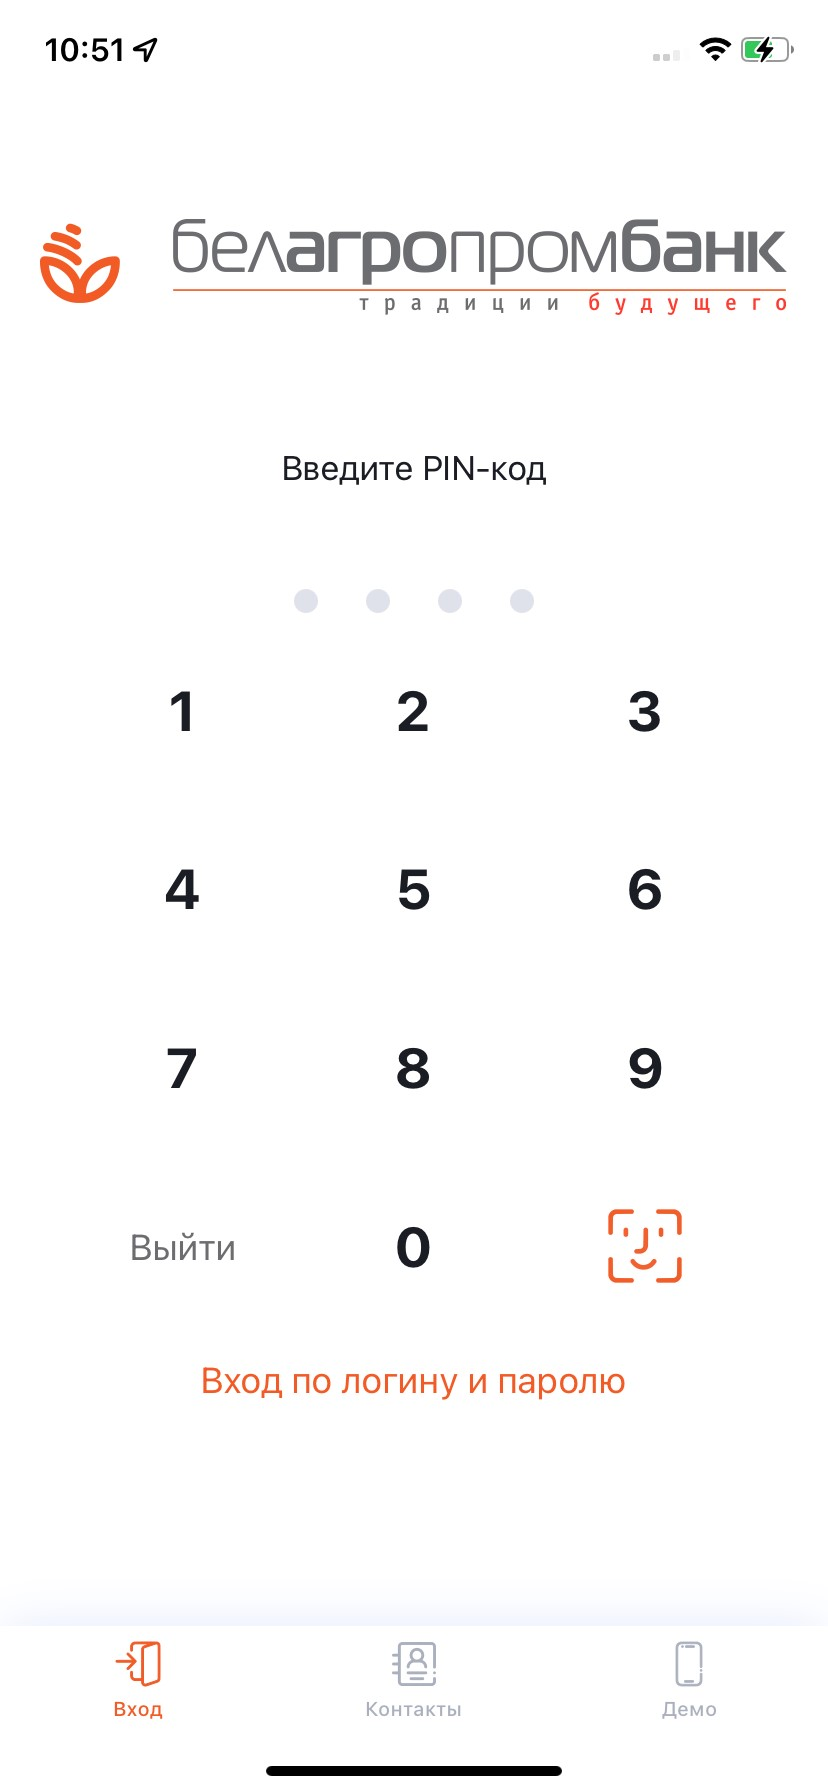 10:51
белагропромбанк
традиции будущего
Введите PIN-код
1 2 3
4 5 6
7 8 9
Выйти 0
Вход по логину и паролю
Вход Контакты Демо